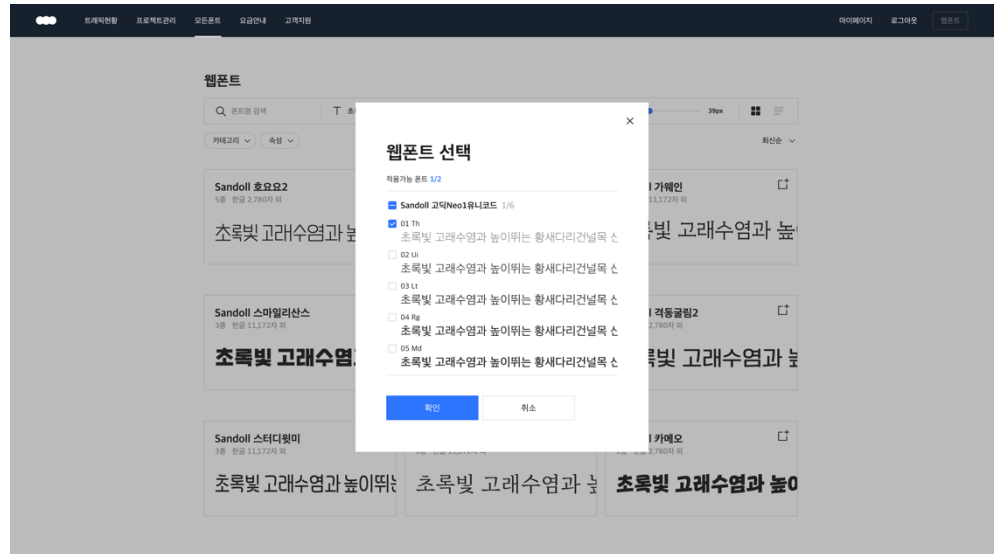 트래픽현황 프로젝트관리 모든폰트 요금안내 고객지원 마이페이지 로그아웃 웹폰트
웹폰트
폰트명 검색 39px
카테고리 속성 최신순
웹폰트 선택
적용가능 폰트 1/2
Sandoll 고딕Neo1유니코드 1/6
01 Th
초록빛 고래수염과 높이뛰는 황새다리건널목
02 Ul
초록빛 고래수염과 높이뛰는 황새다리건널목
03 Lt
초록빛 고래수염과 높이뛰는 황새다리건널목
04 Rg
초록빛 고래수염과 높이뛰는 황새다리건널목
05 Md
초록빛 고래수염과 높이뛰는 황새다리건널목
확인 취소
Sandoll 호요요2 가웨인
5종 한글 2,780자 외 11,172자 외
초록빛 고래수염과 고래수염과
Sandoll 스마일리산스 격동굴림2
3종 한글 11,172자 외 2,780자 외
초록빛 고래수염 고래수염과
Sandoll 스터디윗미 카메오
3종 한글 11,172자 외 2,780자 외
초록빛 고래수염과 높이뛰는 초록빛 고래수염과 초록빛 고래수염과